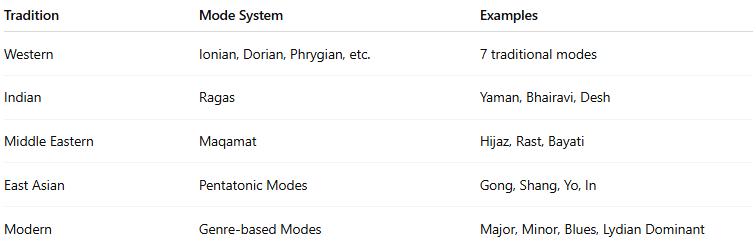 Tradition Mode System Examples
Western Ionian, Dorian, Phrygian, etc. 7 traditional modes
Indian Ragas Yaman, Bhairavi, Desh
Middle Eastern Maqamat Hijaz, Rast, Bayati
East Asian Pentatonic Modes Gong, Shang, Yo, In
Modern Genre-based Modes Major, Minor, Blues, Lydian Dominant